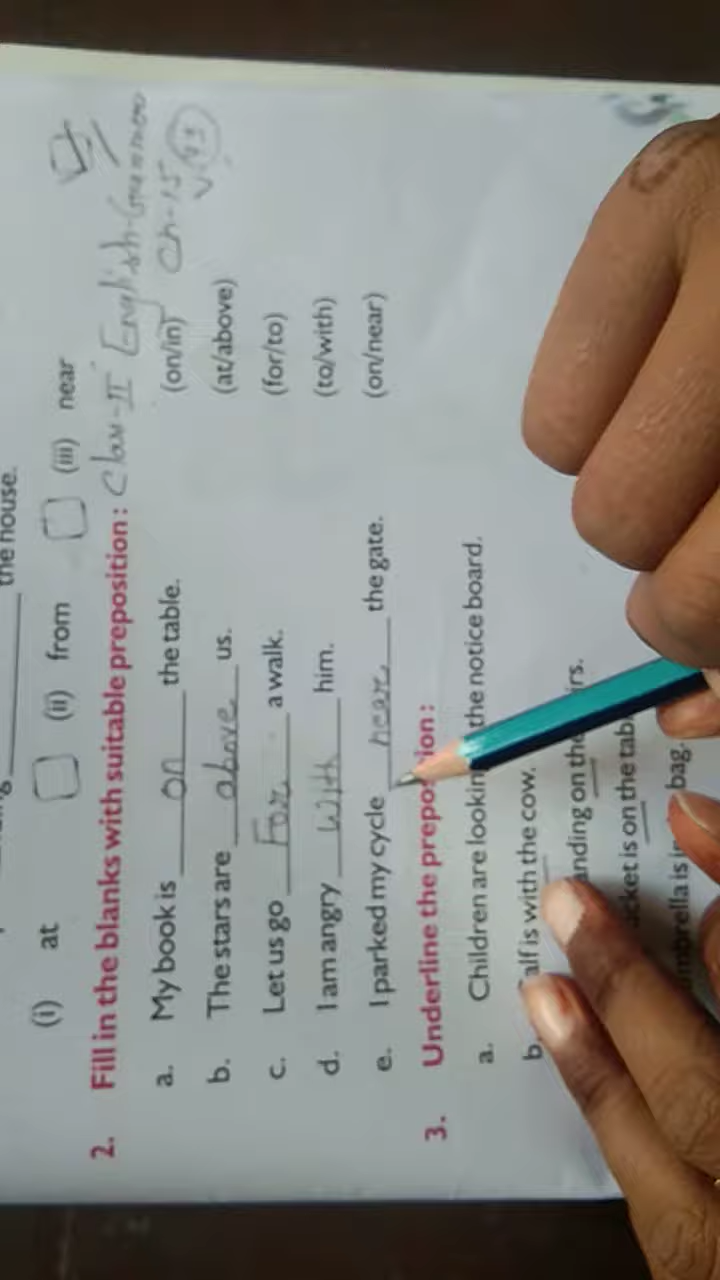 the house.
(i) at (ii) from (iii) near
2. Fill in the blanks with suitable preposition: Class-II English-Grammar
Ch-15
a. My book is on the table. (on/in)
b. The stars are above us. (at/above)
c. Let us go For a walk. (for/to)
d. I am angry With him. (to/with)
e. I parked my cycle near the gate. (on/near)
3. Underline the
a. Children are the notice board.
b. alf is with the cow.
anding on the
cket is on the
mbrella is bag.